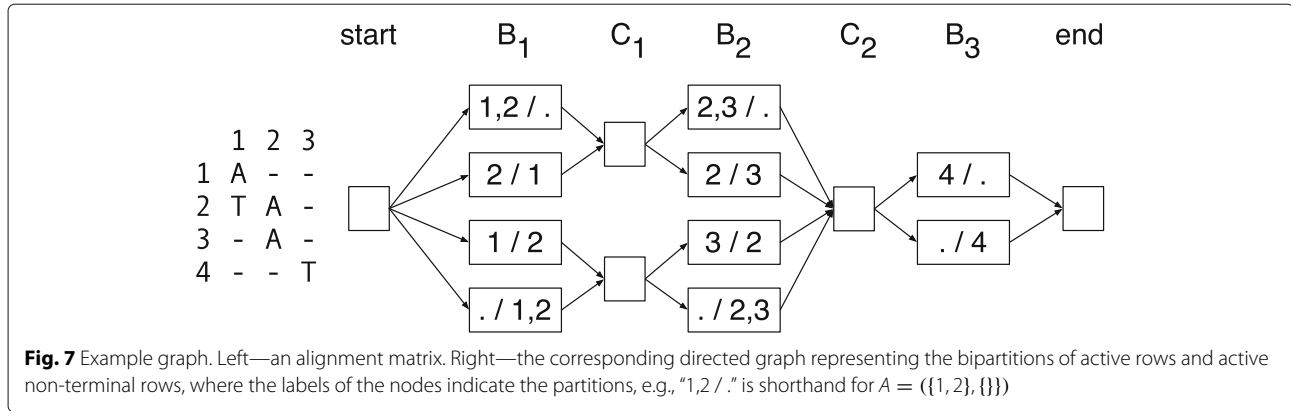 start B1 C1 B2 C2 B3 end
1,2 / . 2,3 / .
1 2 3
1 A - - 2 / 1 2 / 3 4 / .
2 T A -
3 - A - 1 / 2 3 / 2 . / 4
4 - - T
. / 1,2 . / 2,3
Fig. 7 Example graph. Left—an alignment matrix. Right—the corresponding directed graph representing the bipartitions of active rows and active
non-terminal rows, where the labels of the nodes indicate the partitions, e.g., “1,2 / .” is shorthand for A = ({1, 2}, {}})